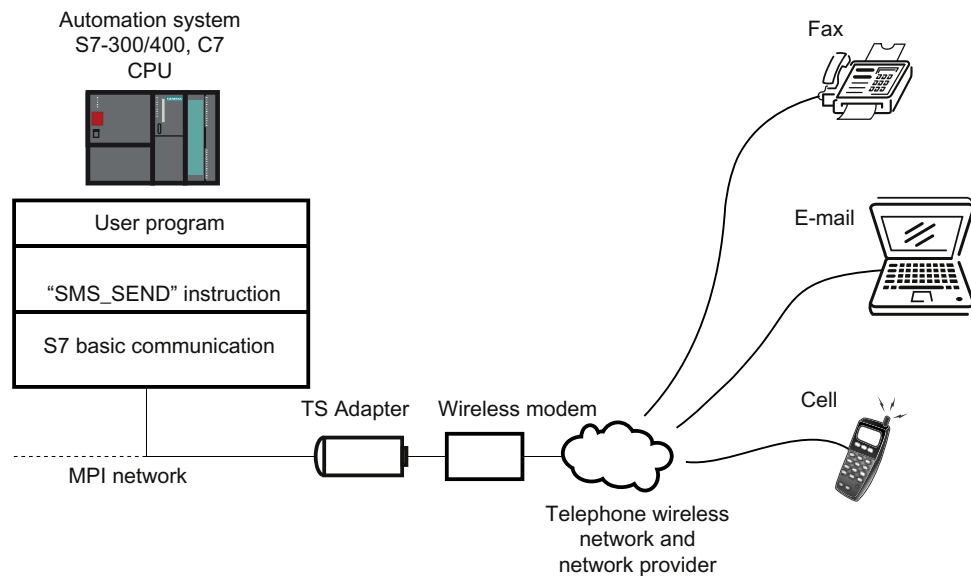 Automation system
S7-300/400, C7
CPU
SIEMENS
User program
“SMS_SEND” instruction
S7 basic communication
MPI network
TS Adapter
Wireless modem
Telephone wireless
network and
network provider
Fax
E-mail
Cell